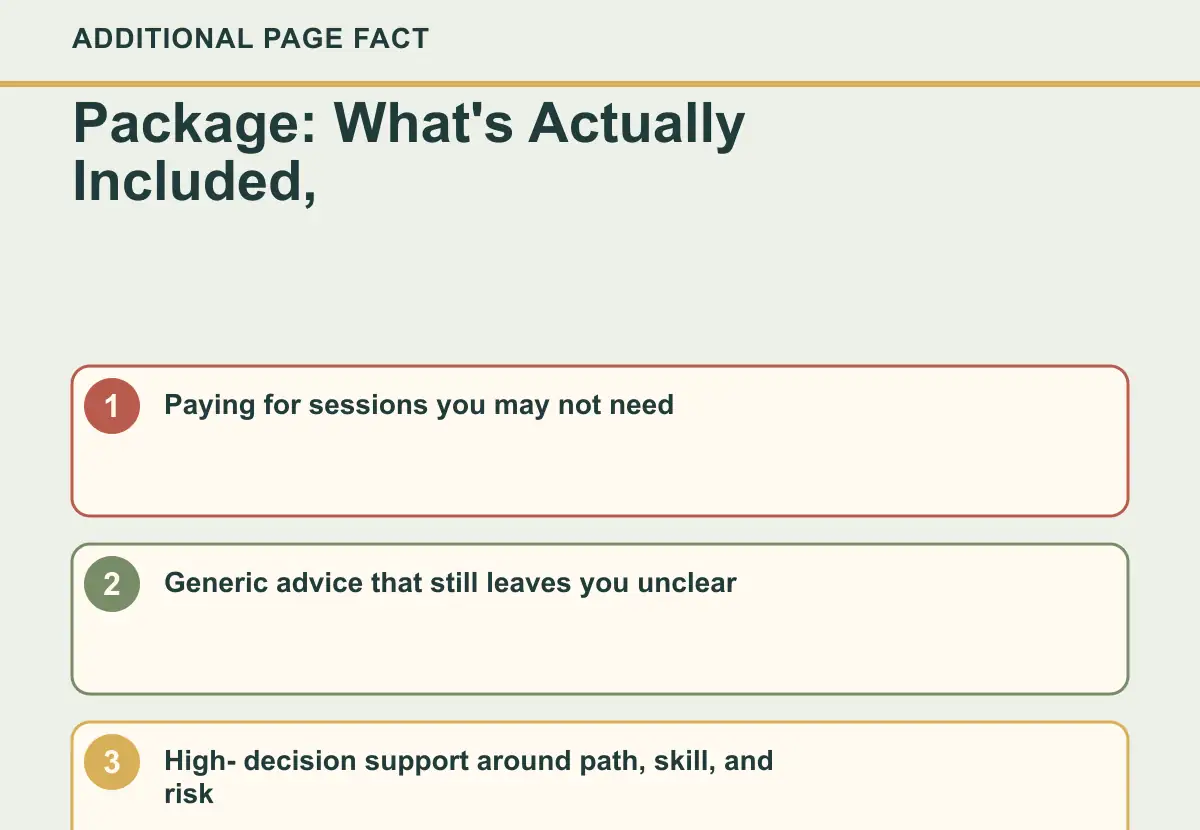 ADDITIONAL PAGE FACT
Package: What's Actually
Included,
1
Paying for sessions you may not need
2
Generic advice that still leaves you unclear
3
High- decision support around path, skill, and
risk